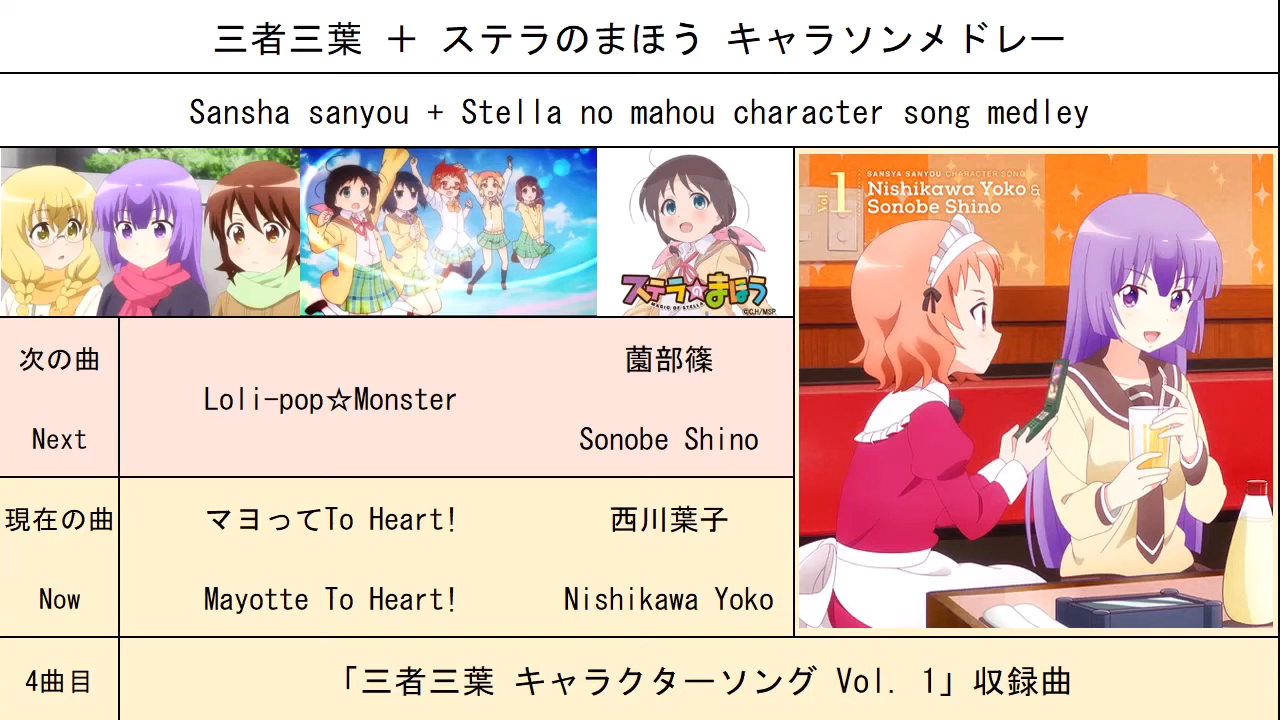 三者三葉 ＋ ステラのまほう キャラソンメドレー
Sansha sanyou + Stella no mahou character song medley
ステラ☆のまほう
MAGIC OF STELLA
©C.H/MSP
Vol. 1
SANSYA SANYOU CHARACTER SONG
Nishikawa Yoko &
Sonobe Shino
次の曲
Next
Loli-pop☆Monster
薗部篠
Sonobe Shino
現在の曲
Now
マヨってTo Heart!
Mayotte To Heart!
西川葉子
Nishikawa Yoko
4曲目
「三者三葉 キャラクターソング Vol. 1」収録曲